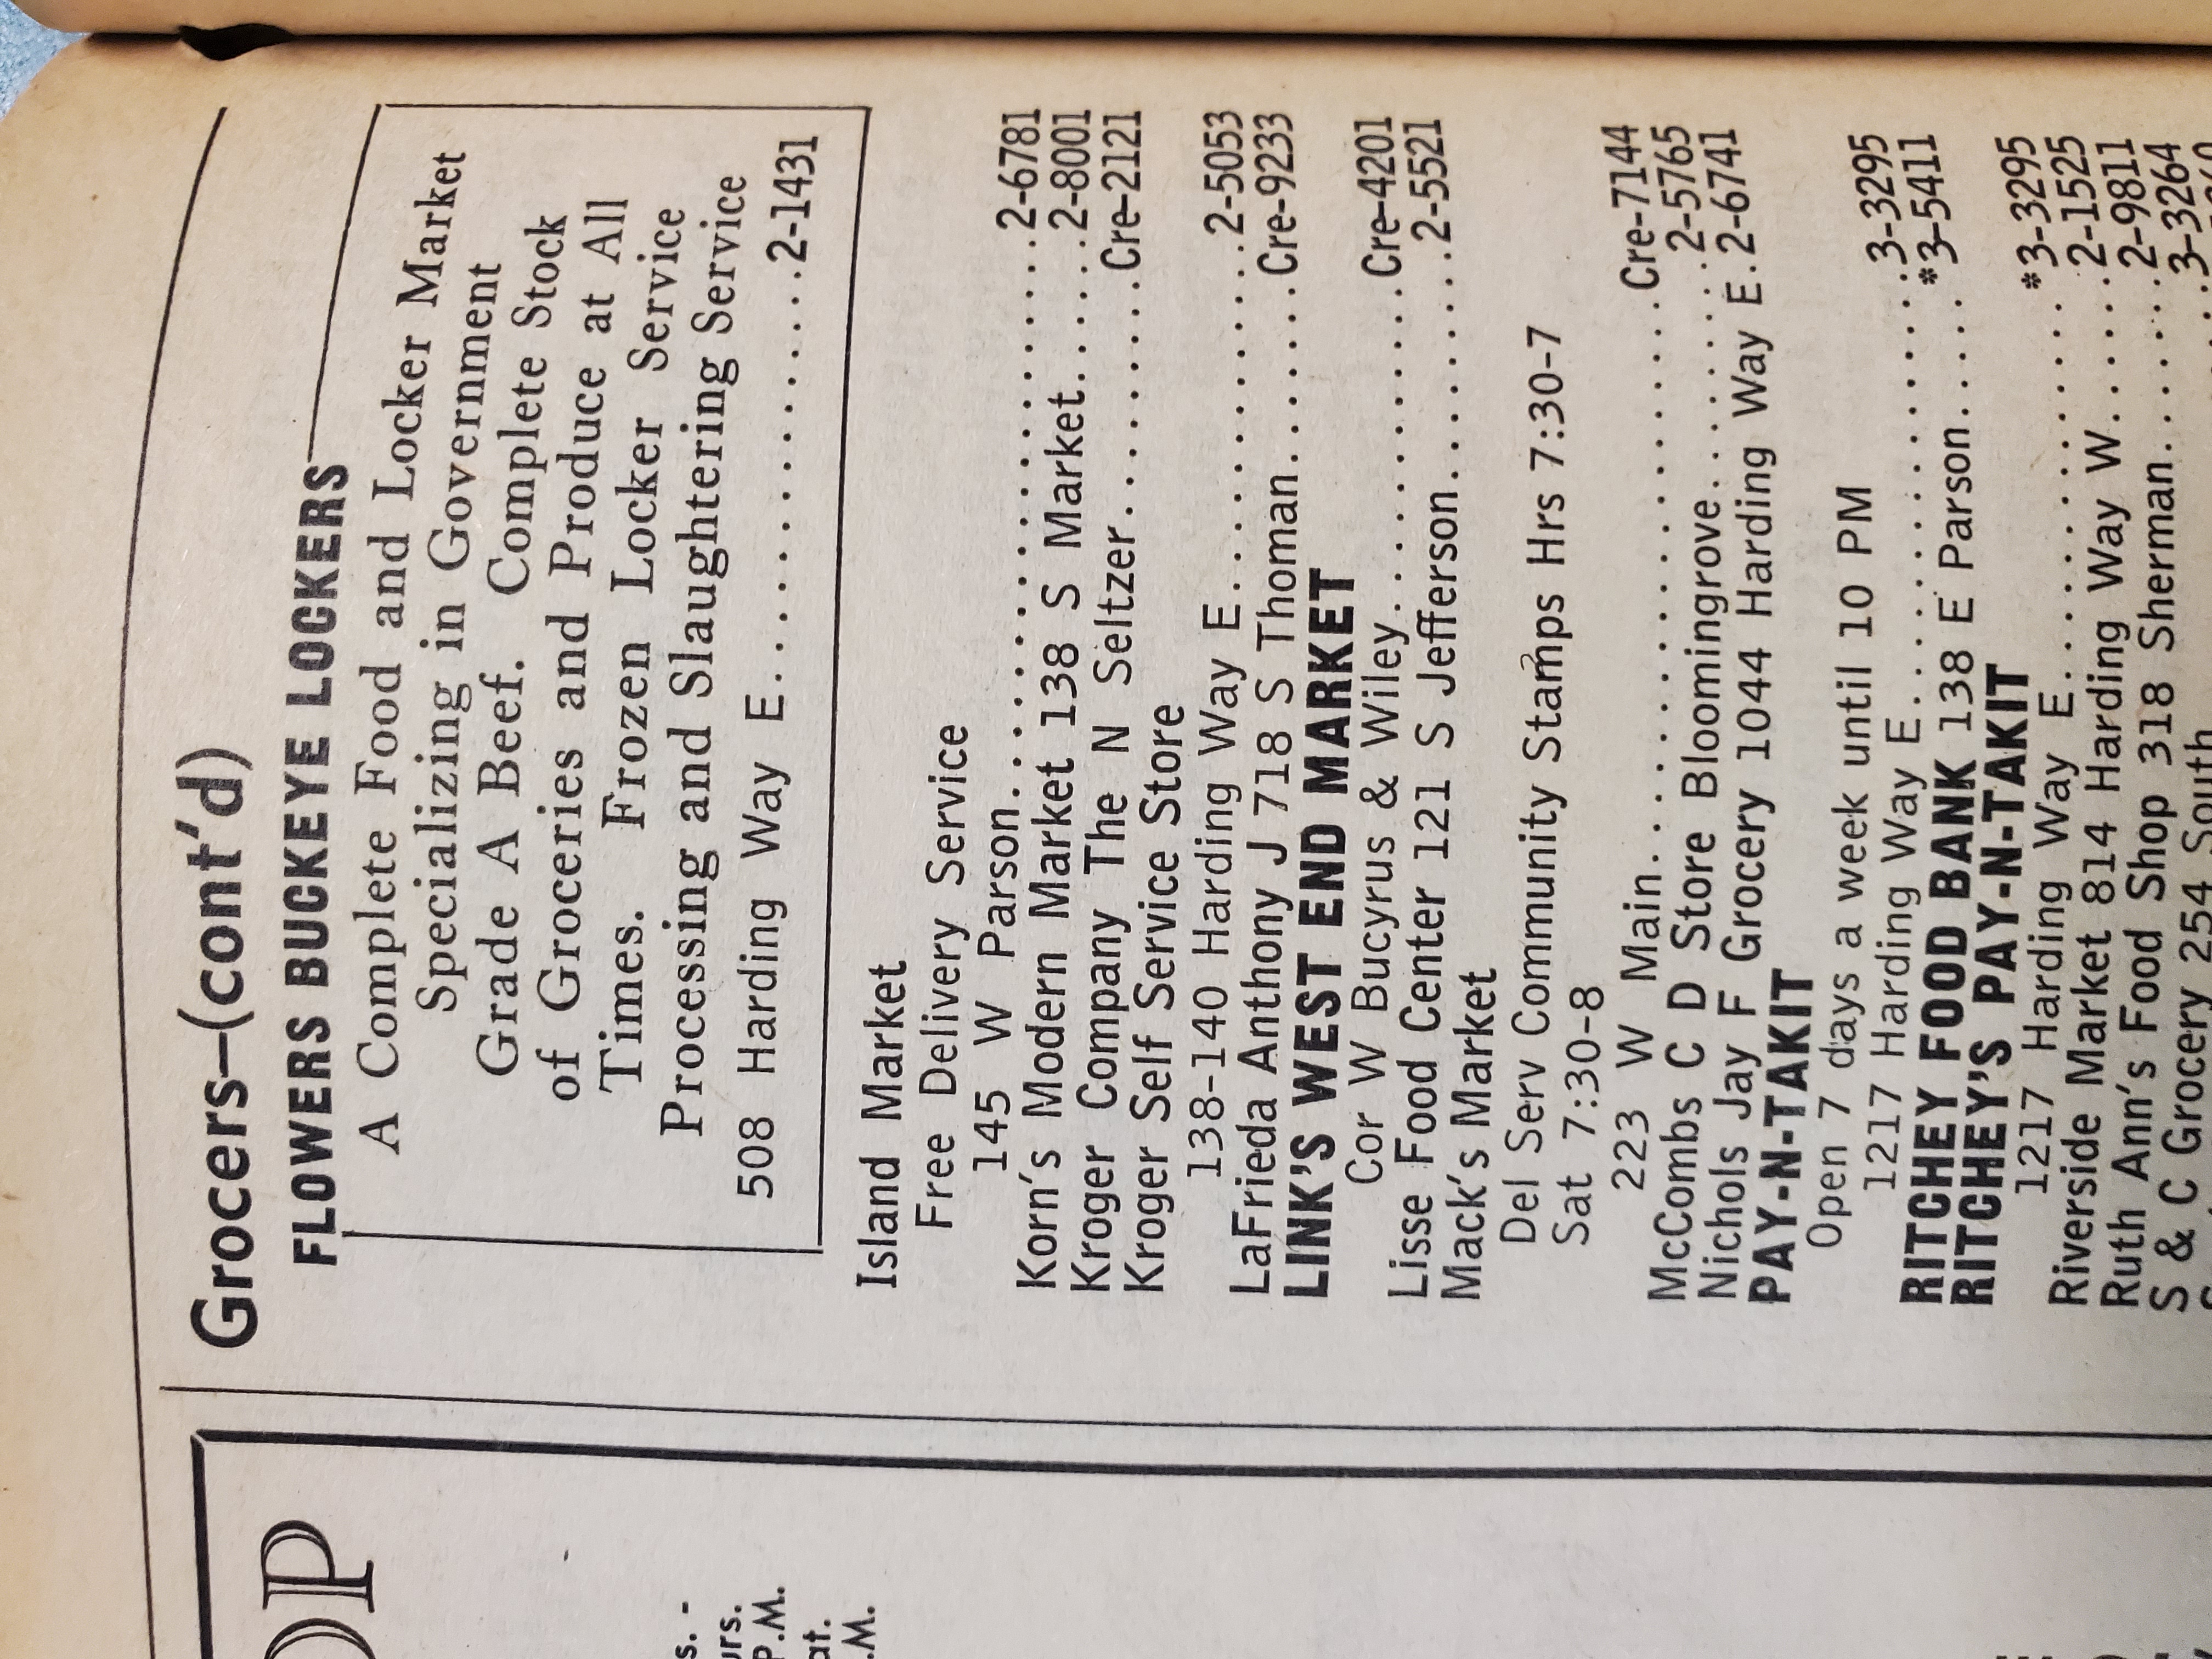 Grocers—(cont'd)
FLOWERS BUCKEYE LOCKERS
A Complete Food and Locker Market
Specializing in Government
Grade A Beef. Complete Stock
of Groceries and Produce at All
Times. Frozen Locker Service
Processing and Slaughtering Service
508 Harding Way E..............2-1431
Island Market
Free Delivery Service
145 W Parson..................2-6781
Korn's Modern Market 138 S Market.....2-8001
Kroger Company The N Seltzer.........Cre-2121
Kroger Self Service Store
138-140 Harding Way E............2-5053
LaFrieda Anthony J 718 S Thoman......Cre-9233
LINK'S WEST END MARKET
Cor W Bucyrus & Wiley..........Cre-4201
Lisse Food Center 121 S Jefferson.......2-5521
Mack's Market
Del Serv Community Stamps Hrs 7:30-7
Sat 7:30-8
223 W Main.................Cre-7144
McCombs C D Store Bloomingrove.......2-5765
Nichols Jay F Grocery 1044 Harding Way E.2-6741
PAY-N-TAKIT
Open 7 days a week until 10 PM
1217 Harding Way E..............3-3295
RITCHEY FOOD BANK 138 E Parson.....*3-5411
RITCHEY'S PAY-N-TAKIT
1217 Harding Way E.............*3-3295
Riverside Market 814 Harding Way W.....2-1525
Ruth Ann's Food Shop 318 Sherman.....2-9811
S & C Grocery 254 South.........3-3264
OP
s. -
urs.
P.M.
at.
.M.